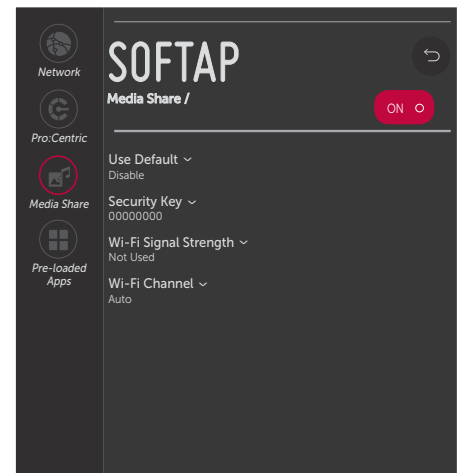 Network
Pro:Centric
Media Share
Pre-loaded
Apps
SOFTAP
Media Share /
ON
Use Default
Disable
Security Key
00000000
Wi-Fi Signal Strength
Not Used
Wi-Fi Channel
Auto